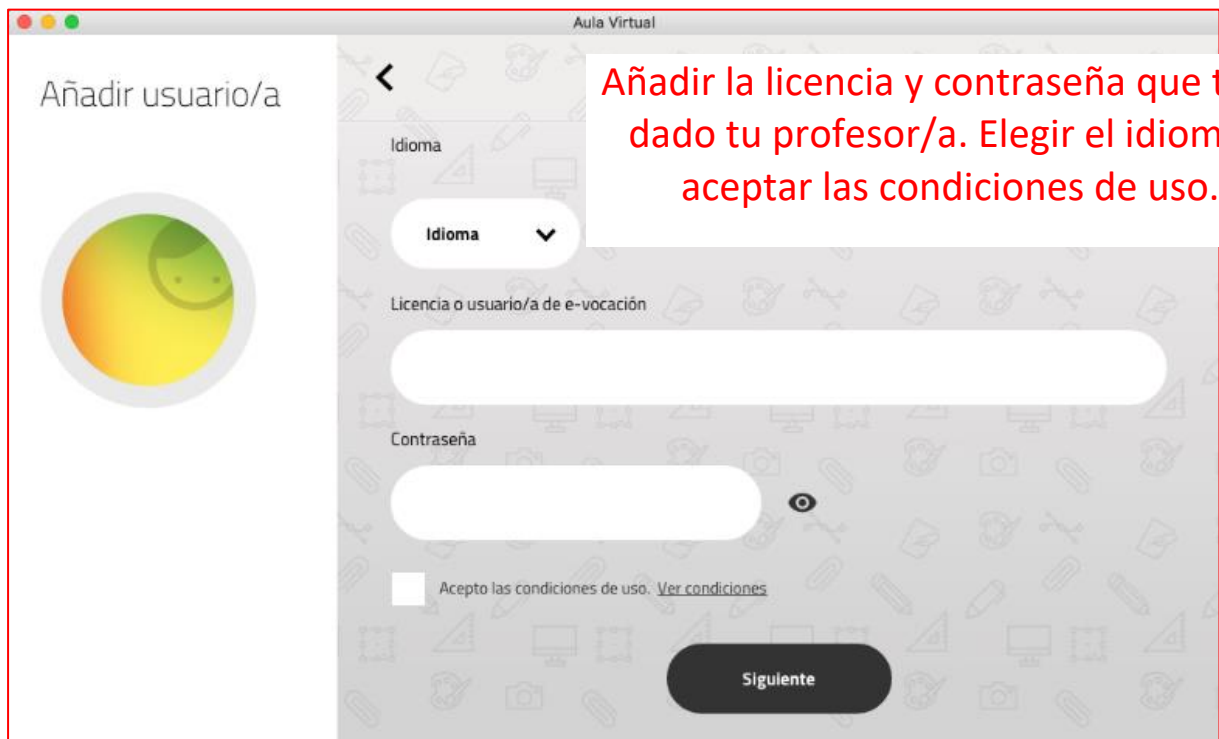 Aula Virtual
Añadir usuario/a
Añadir la licencia y contraseña que
dado tu profesor/a. Elegir el
aceptar las condiciones de uso.
Idioma
Idioma
Licencia o usuario/a de e-vocación
Contraseña
Acepto las condiciones de uso. Ver condiciones
Siguiente